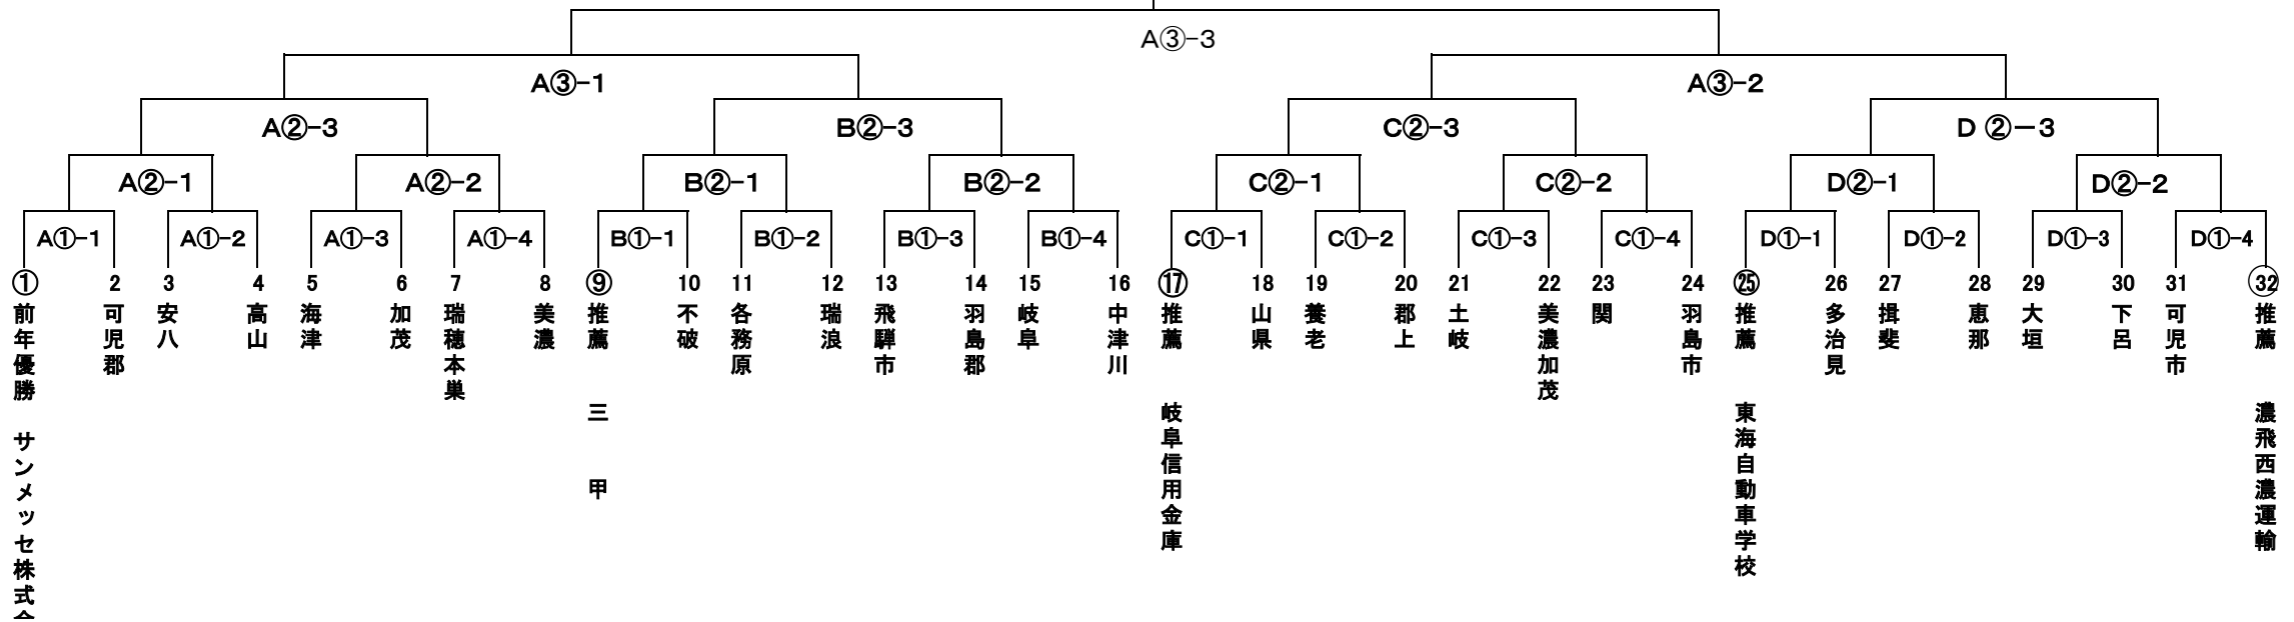 A③-3
A③-1
A③-2
A②-3
B②-3
C②-3
D ②－3
A②-1
A②-2
B②-1
B②-2
C②-1
C②-2
D②-1
D②-2
A①-1
A①-2
A①-3
A①-4
B①-1
B①-2
B①-3
B①-4
C①-1
C①-2
C①-3
C①-4
D①-1
D①-2
D①-3
D①-4
① 前年優勝 サンメッセ株式会
2 可児郡
3 安八
4 高山
5 海津
6 加茂
7 瑞穂本巣
8 美濃
⑨ 推薦 三甲
10 不破
11 各務原
12 瑞浪
13 飛騨市
14 羽島郡
15 岐阜
16 中津川
⑰ 推薦 岐阜信用金庫
18 山県
19 養老
20 郡上
21 土岐
22 美濃加茂
23 関
24 羽島市
㉕ 推薦 東海自動車学校
26 多治見
27 揖斐
28 恵那
29 大垣
30 下呂
31 可児市
㉜ 推薦 濃飛西濃運輸